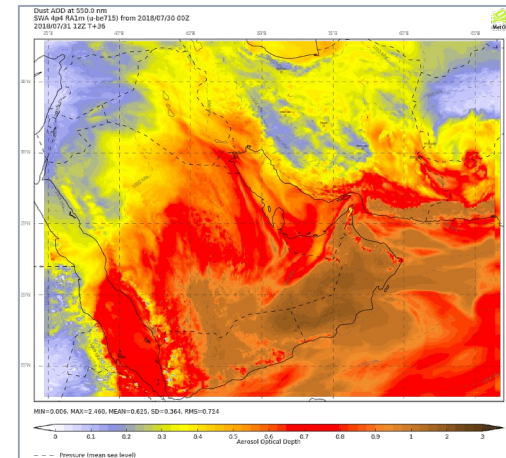 Dust AOD at 550.0 nm
SWA 4p4 RA1m (u-be715) from 2018/07/30 00Z
2018/07/31 12Z T+36
MIN=0.006, MAX=2.460, MEAN=0.625, SD=0.364, RMS=0.724
0 0.1 0.2 0.3 0.4 0.5 0.6 0.7 0.8 0.9 1 2 3
Aerosol Optical Depth
Pressure (mean sea level)